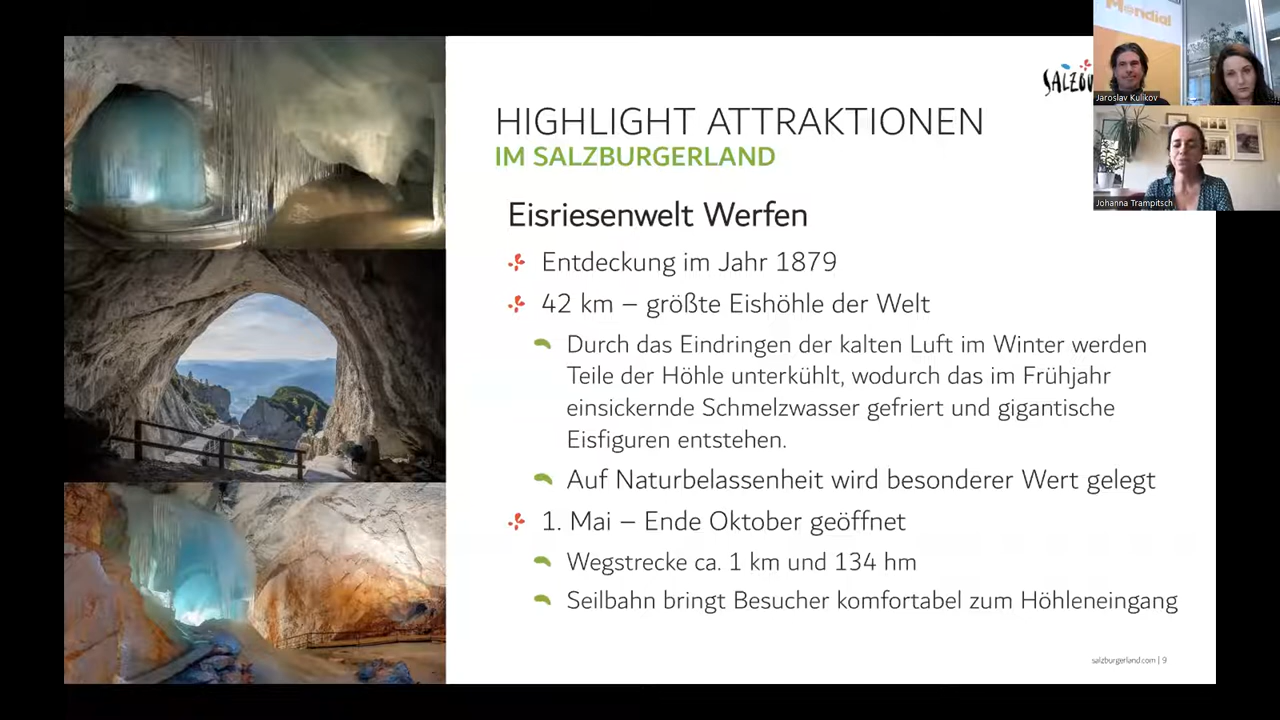 Mondial
SALZBU
Jaroslav Kulikov
Johanna Trampitsch
HIGHLIGHT ATTRAKTIONEN
IM SALZBURGERLAND
Eisriesenwelt Werfen
Entdeckung im Jahr 1879
42 km – größte Eishöhle der Welt
Durch das Eindringen der kalten Luft im Winter werden
Teile der Höhle unterkühlt, wodurch das im Frühjahr
einsickernde Schmelzwasser gefriert und gigantische
Eisfiguren entstehen.
Auf Naturbelassenheit wird besonderer Wert gelegt
1. Mai – Ende Oktober geöffnet
Wegstrecke ca. 1 km und 134 hm
Seilbahn bringt Besucher komfortabel zum Höhleneingang
salzburgerland.com | 9